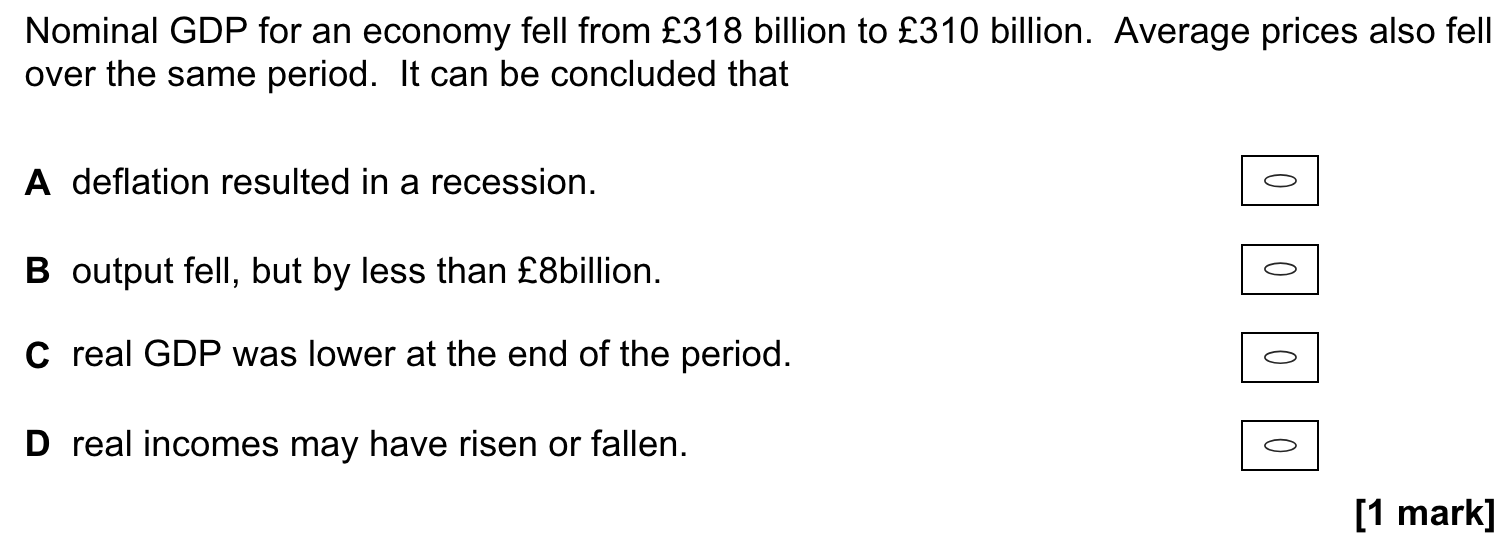 Nominal GDP for an economy fell from £318 billion to £310 billion.  Average prices also fell
over the same period.  It can be concluded that
A deflation resulted in a recession.
B output fell, but by less than £8billion.
C real GDP was lower at the end of the period.
D real incomes may have risen or fallen.
[1 mark]